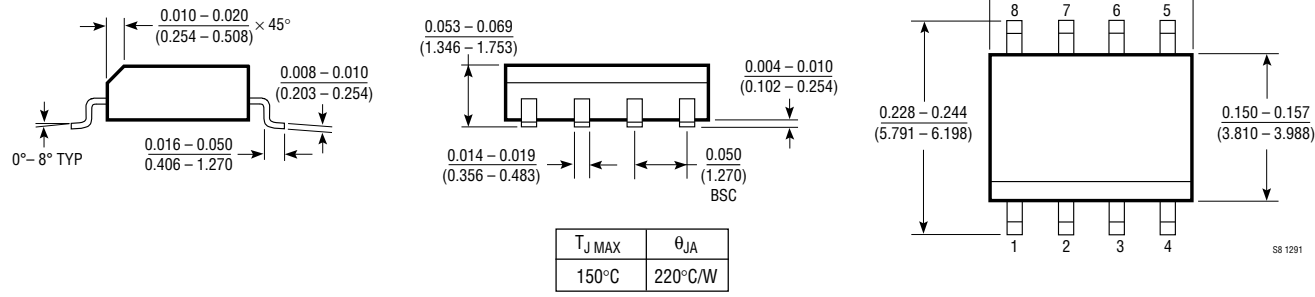 0.010 – 0.020
(0.254 – 0.508)
× 45°
0.008 – 0.010
(0.203 – 0.254)
0.016 – 0.050
0.406 – 1.270
0°– 8° TYP
0.053 – 0.069
(1.346 – 1.753)
0.004 – 0.010
(0.102 – 0.254)
0.014 – 0.019
(0.356 – 0.483)
0.050
(1.270)
BSC
8 7 6 5
0.228 – 0.244
(5.791 – 6.198)
0.150 – 0.157
(3.810 – 3.988)
1 2 3 4
S8 1291
TJ MAX θJA
150°C 220°C/W